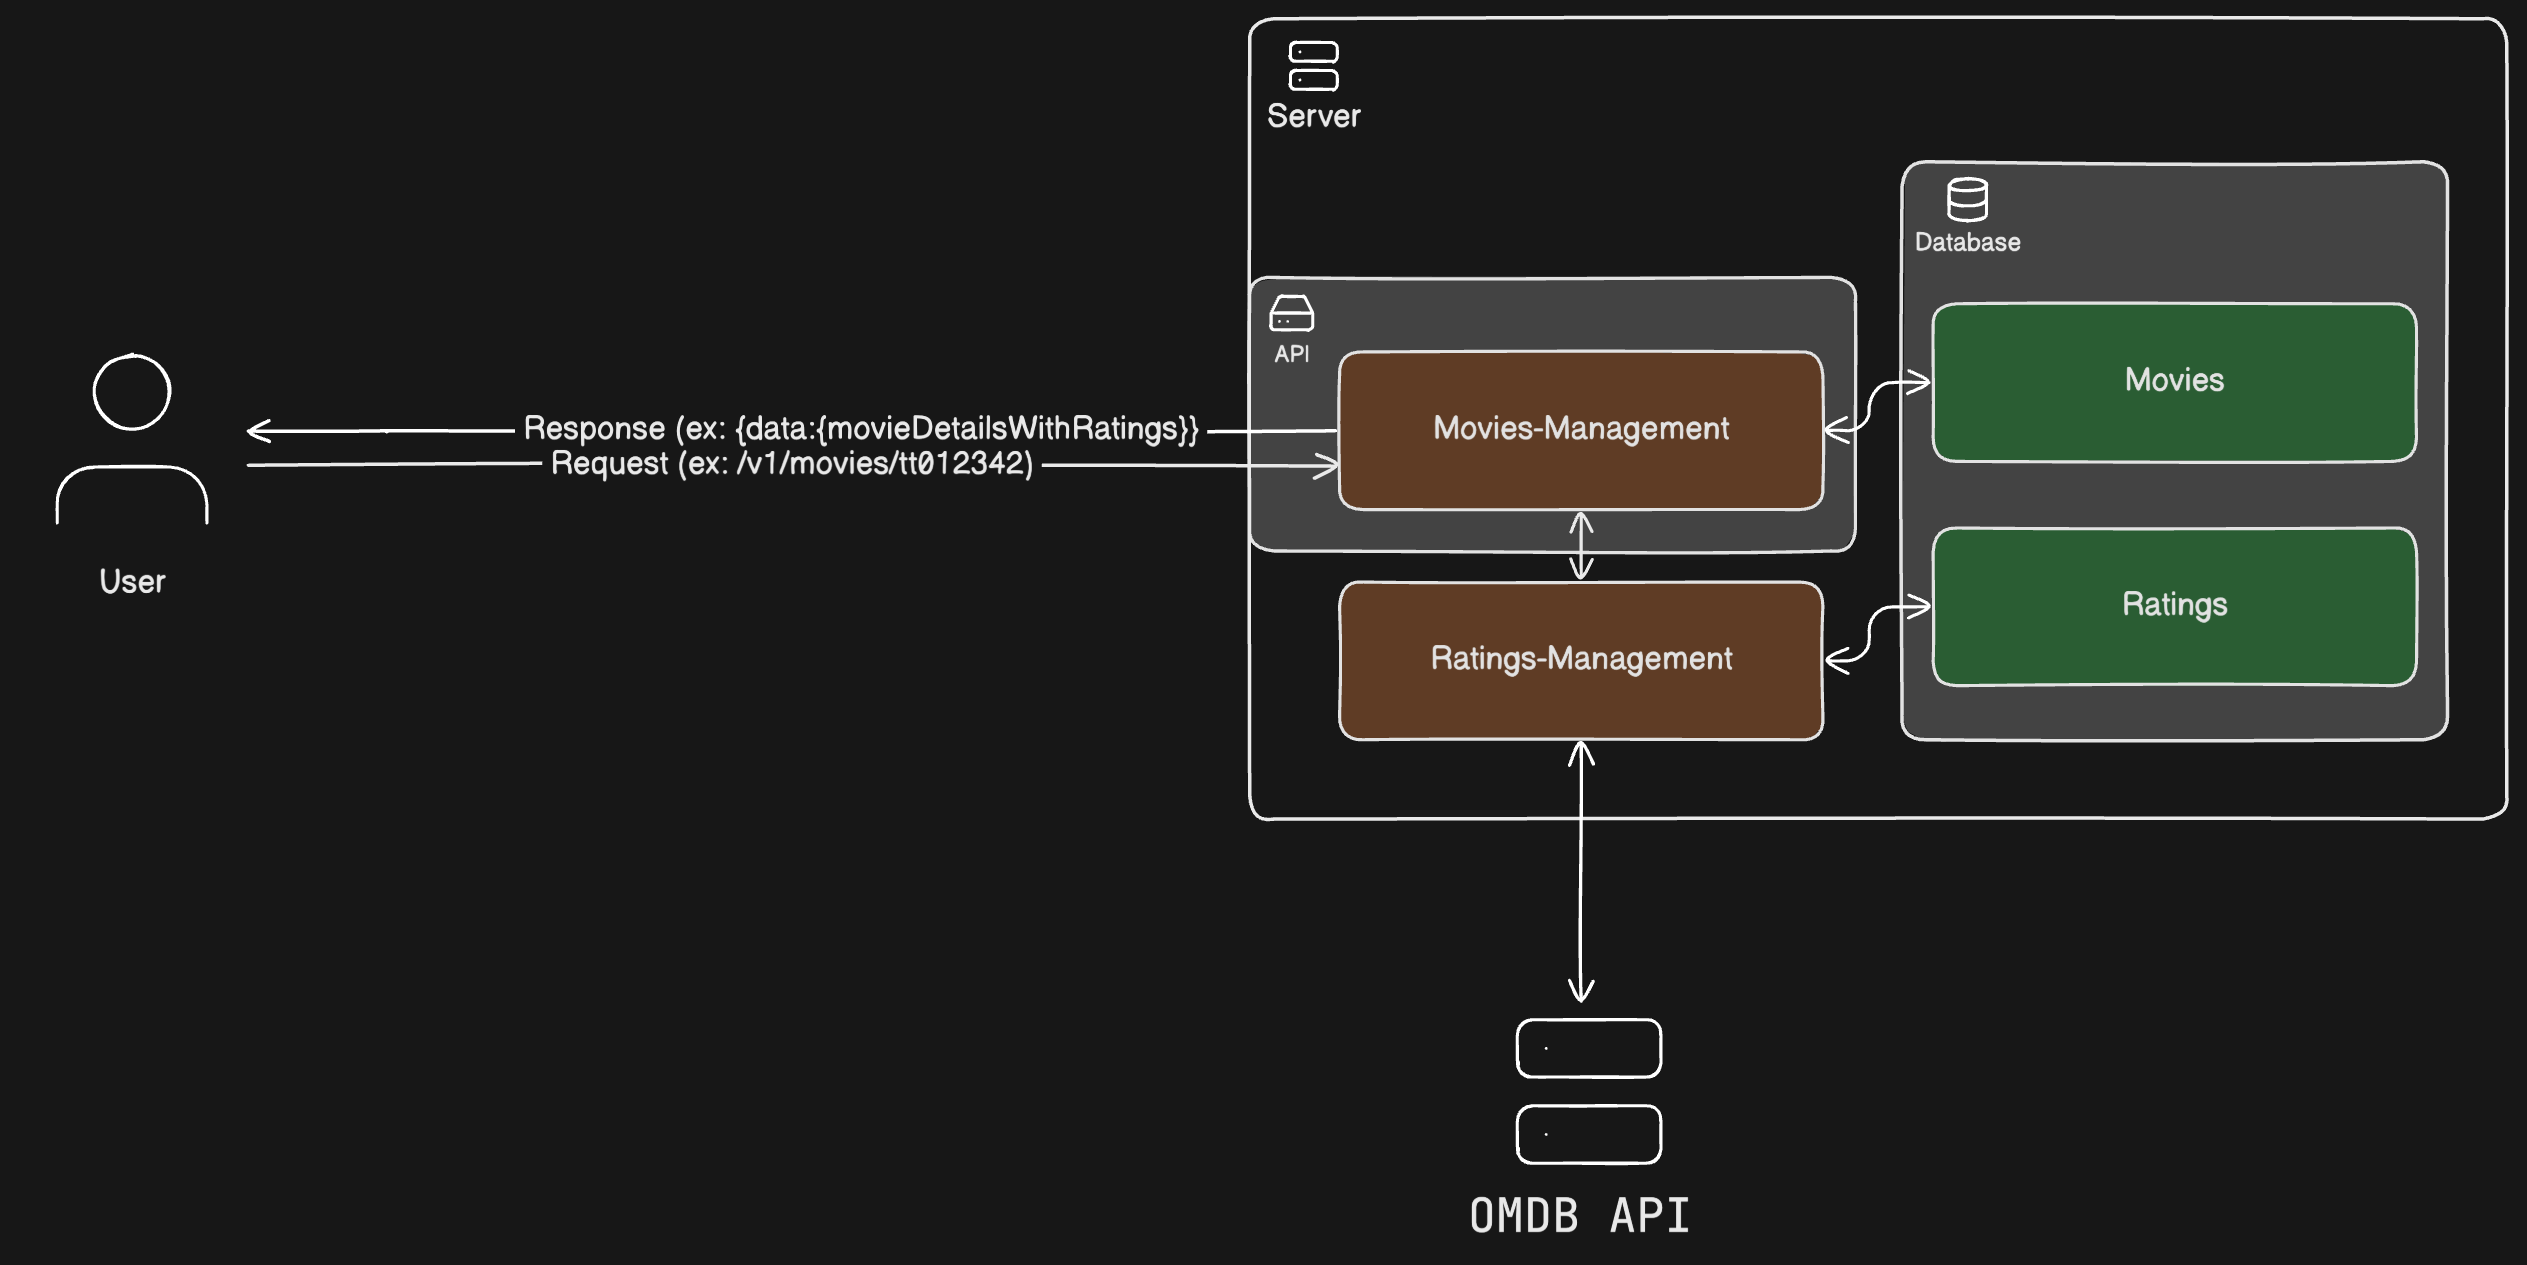 Server
Database
API
Movies
Movies-Management
Response (ex: {data:{movieDetailsWithRatings}}
Request (ex: /v1/movies/tt012342)
User
Ratings
Ratings-Management
OMDB API